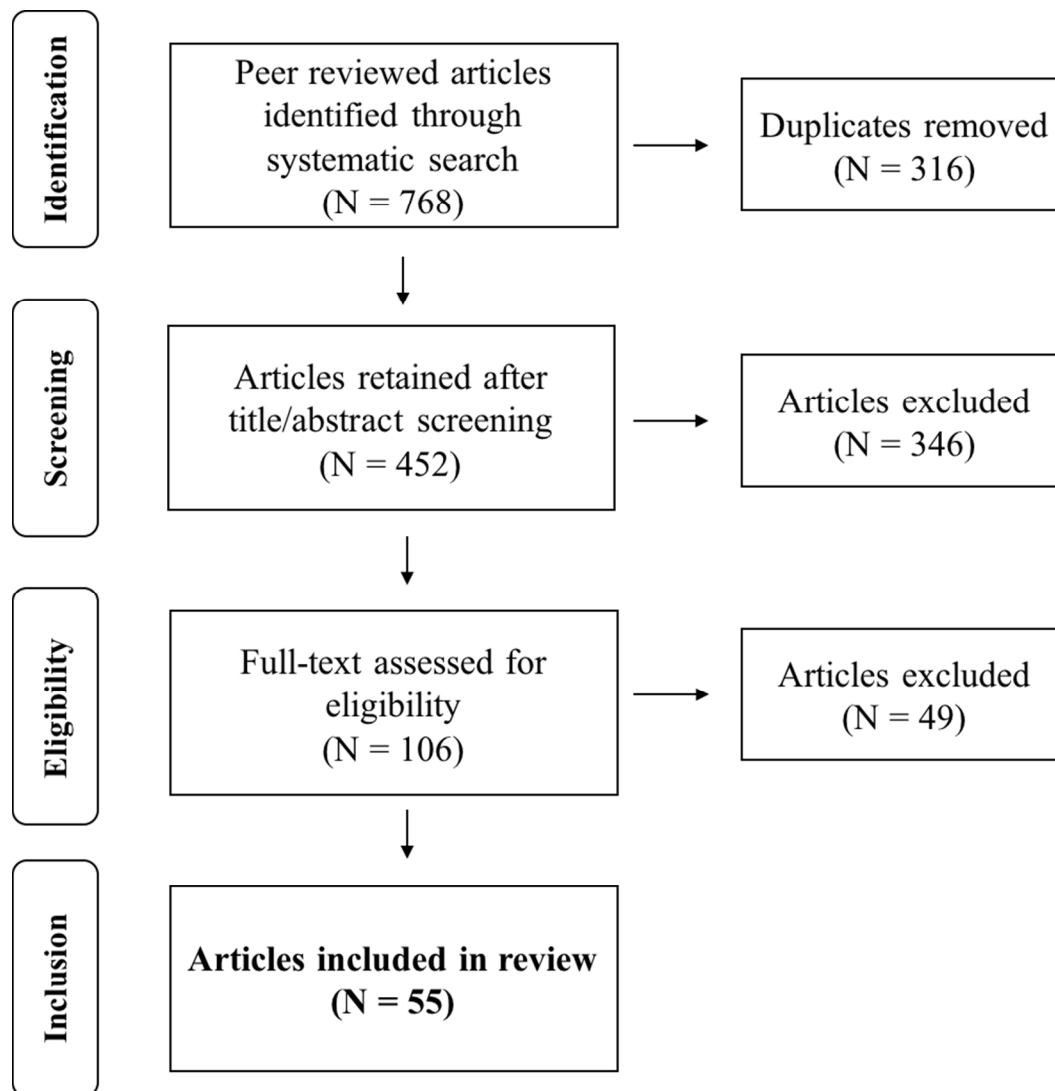 Identification
Peer reviewed articles
identified through
systematic search
(N = 768)
Duplicates removed
(N = 316)
Screening
Articles retained after
title/abstract screening
(N = 452)
Articles excluded
(N = 346)
Eligibility
Full-text assessed for
eligibility
(N = 106)
Articles excluded
(N = 49)
Inclusion
Articles included in review
(N = 55)